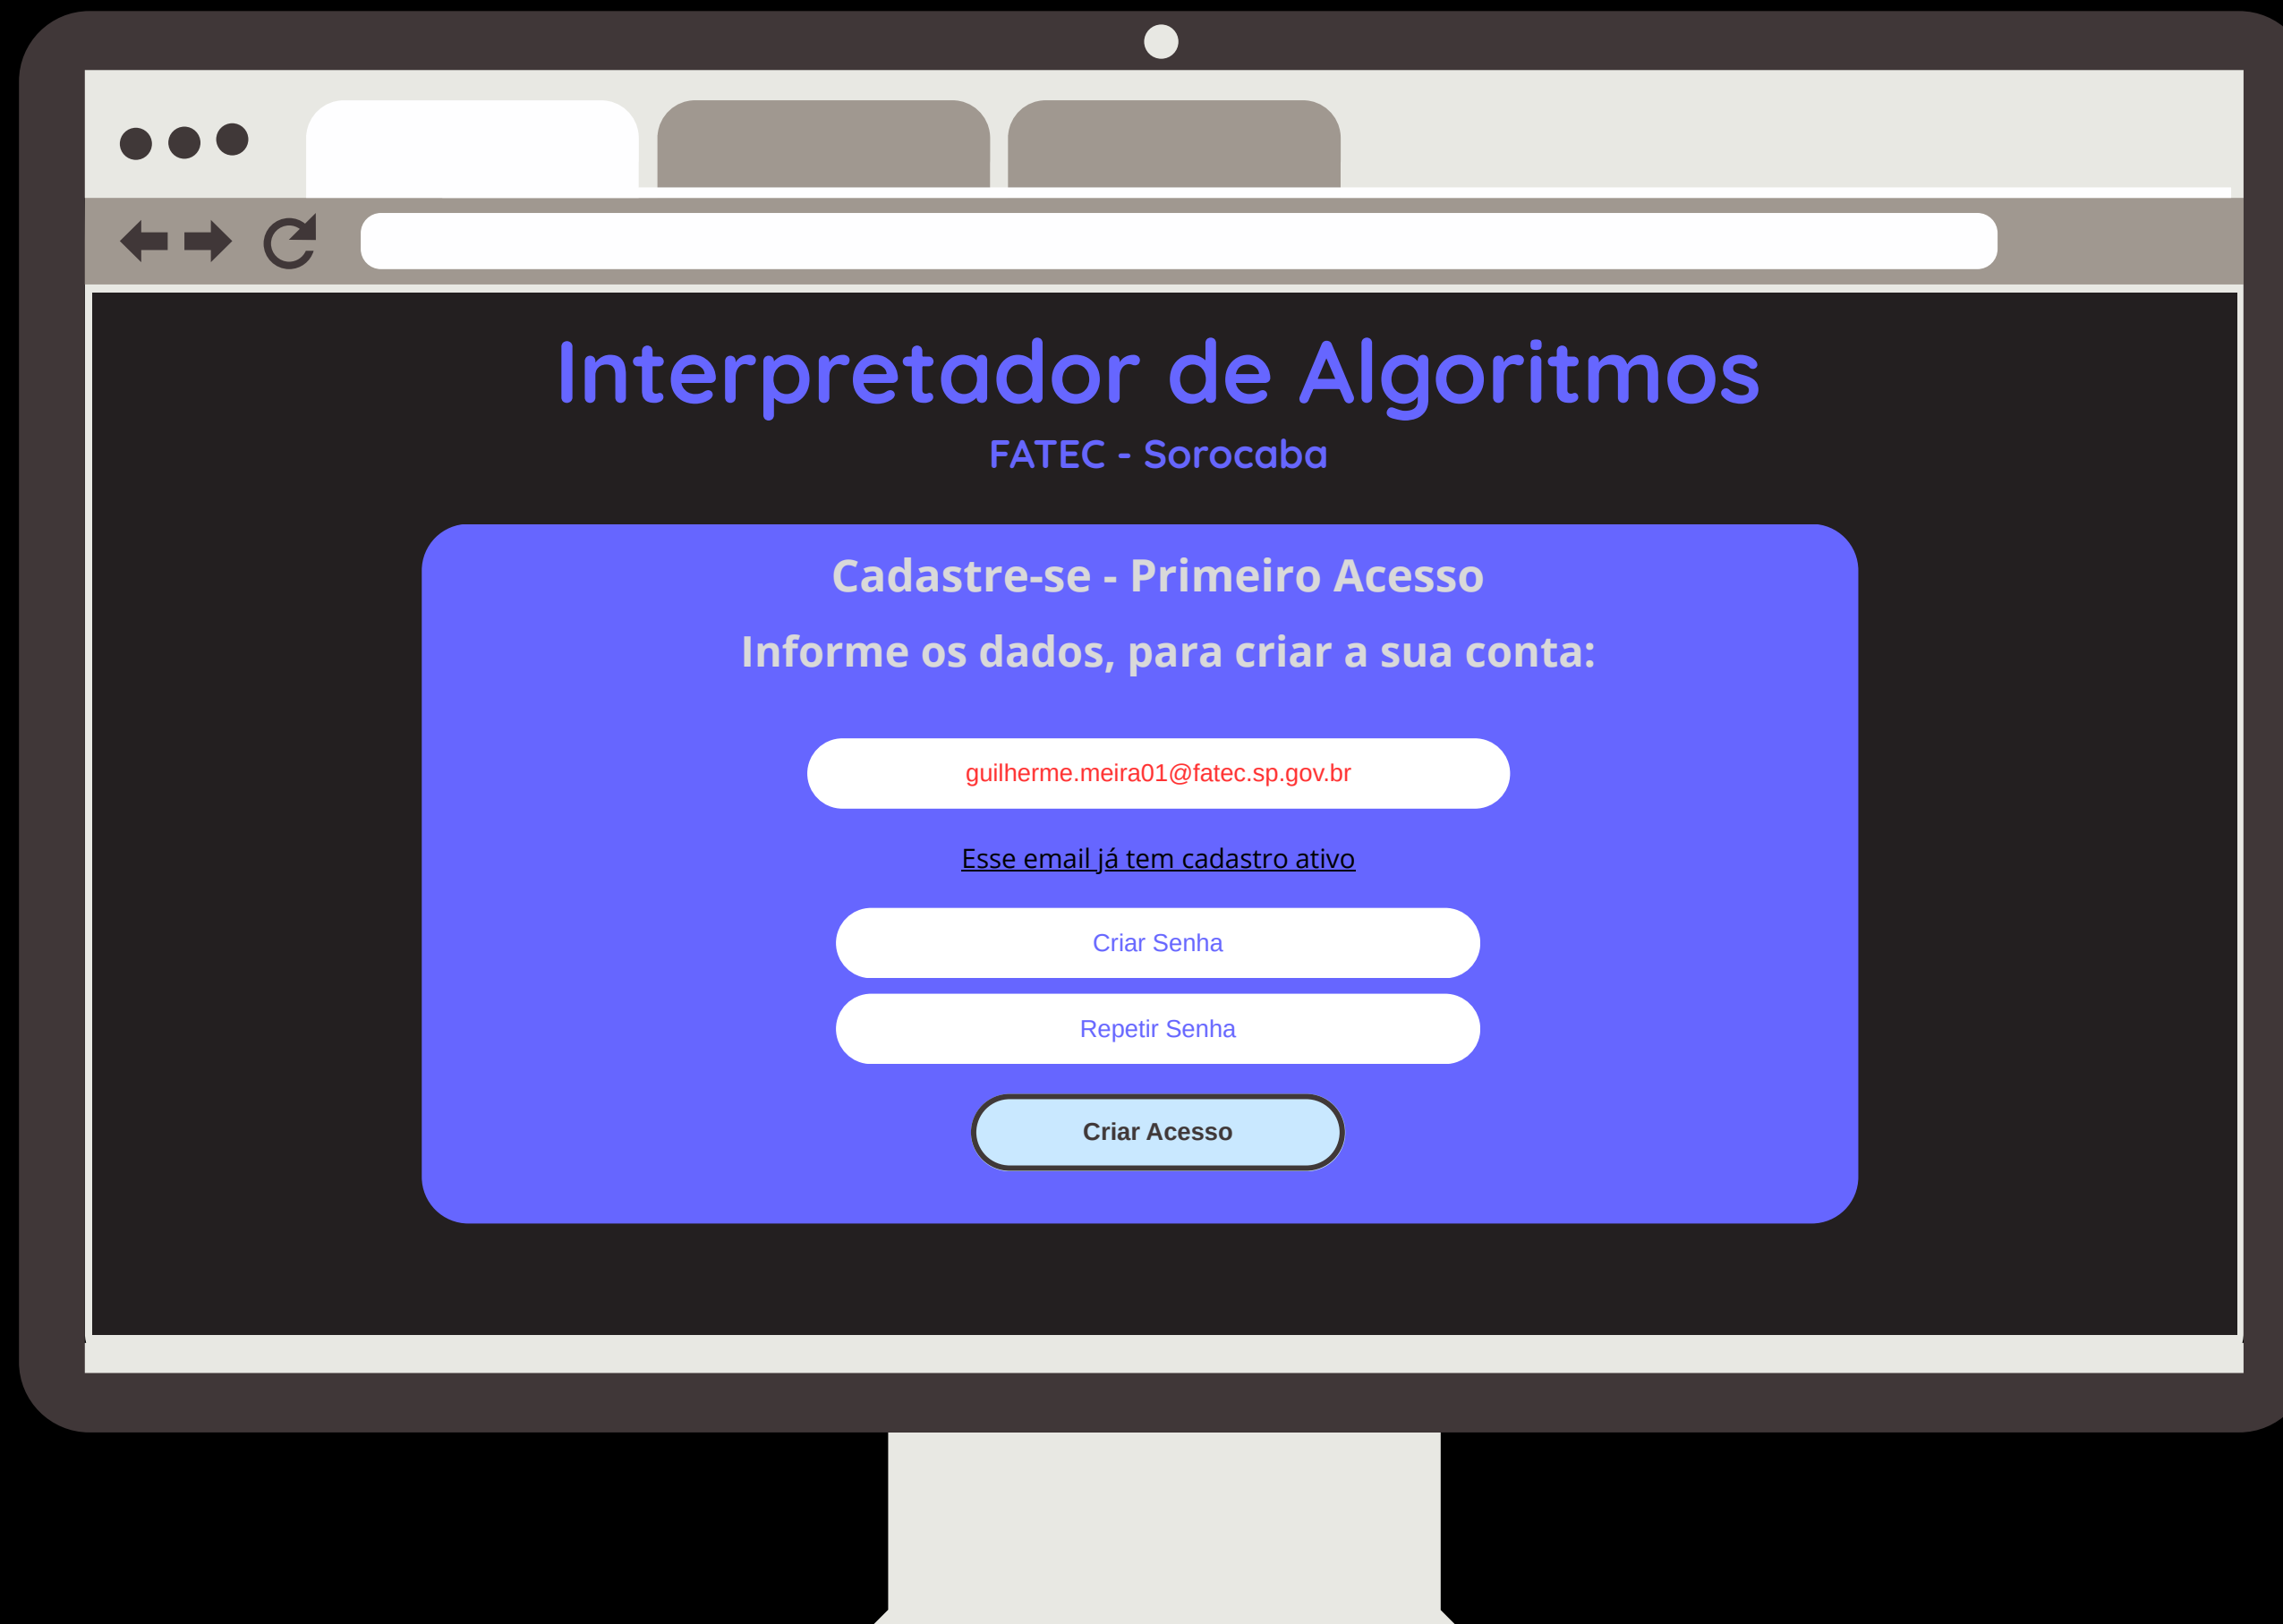 Interpretador de Algoritmos
FATEC - Sorocaba
Cadastre-se - Primeiro Acesso
Informe os dados, para criar a sua conta:
guilherme.meira01@fatec.sp.gov.br
Esse email já tem cadastro ativo
Criar Senha
Repetir Senha
Criar Acesso